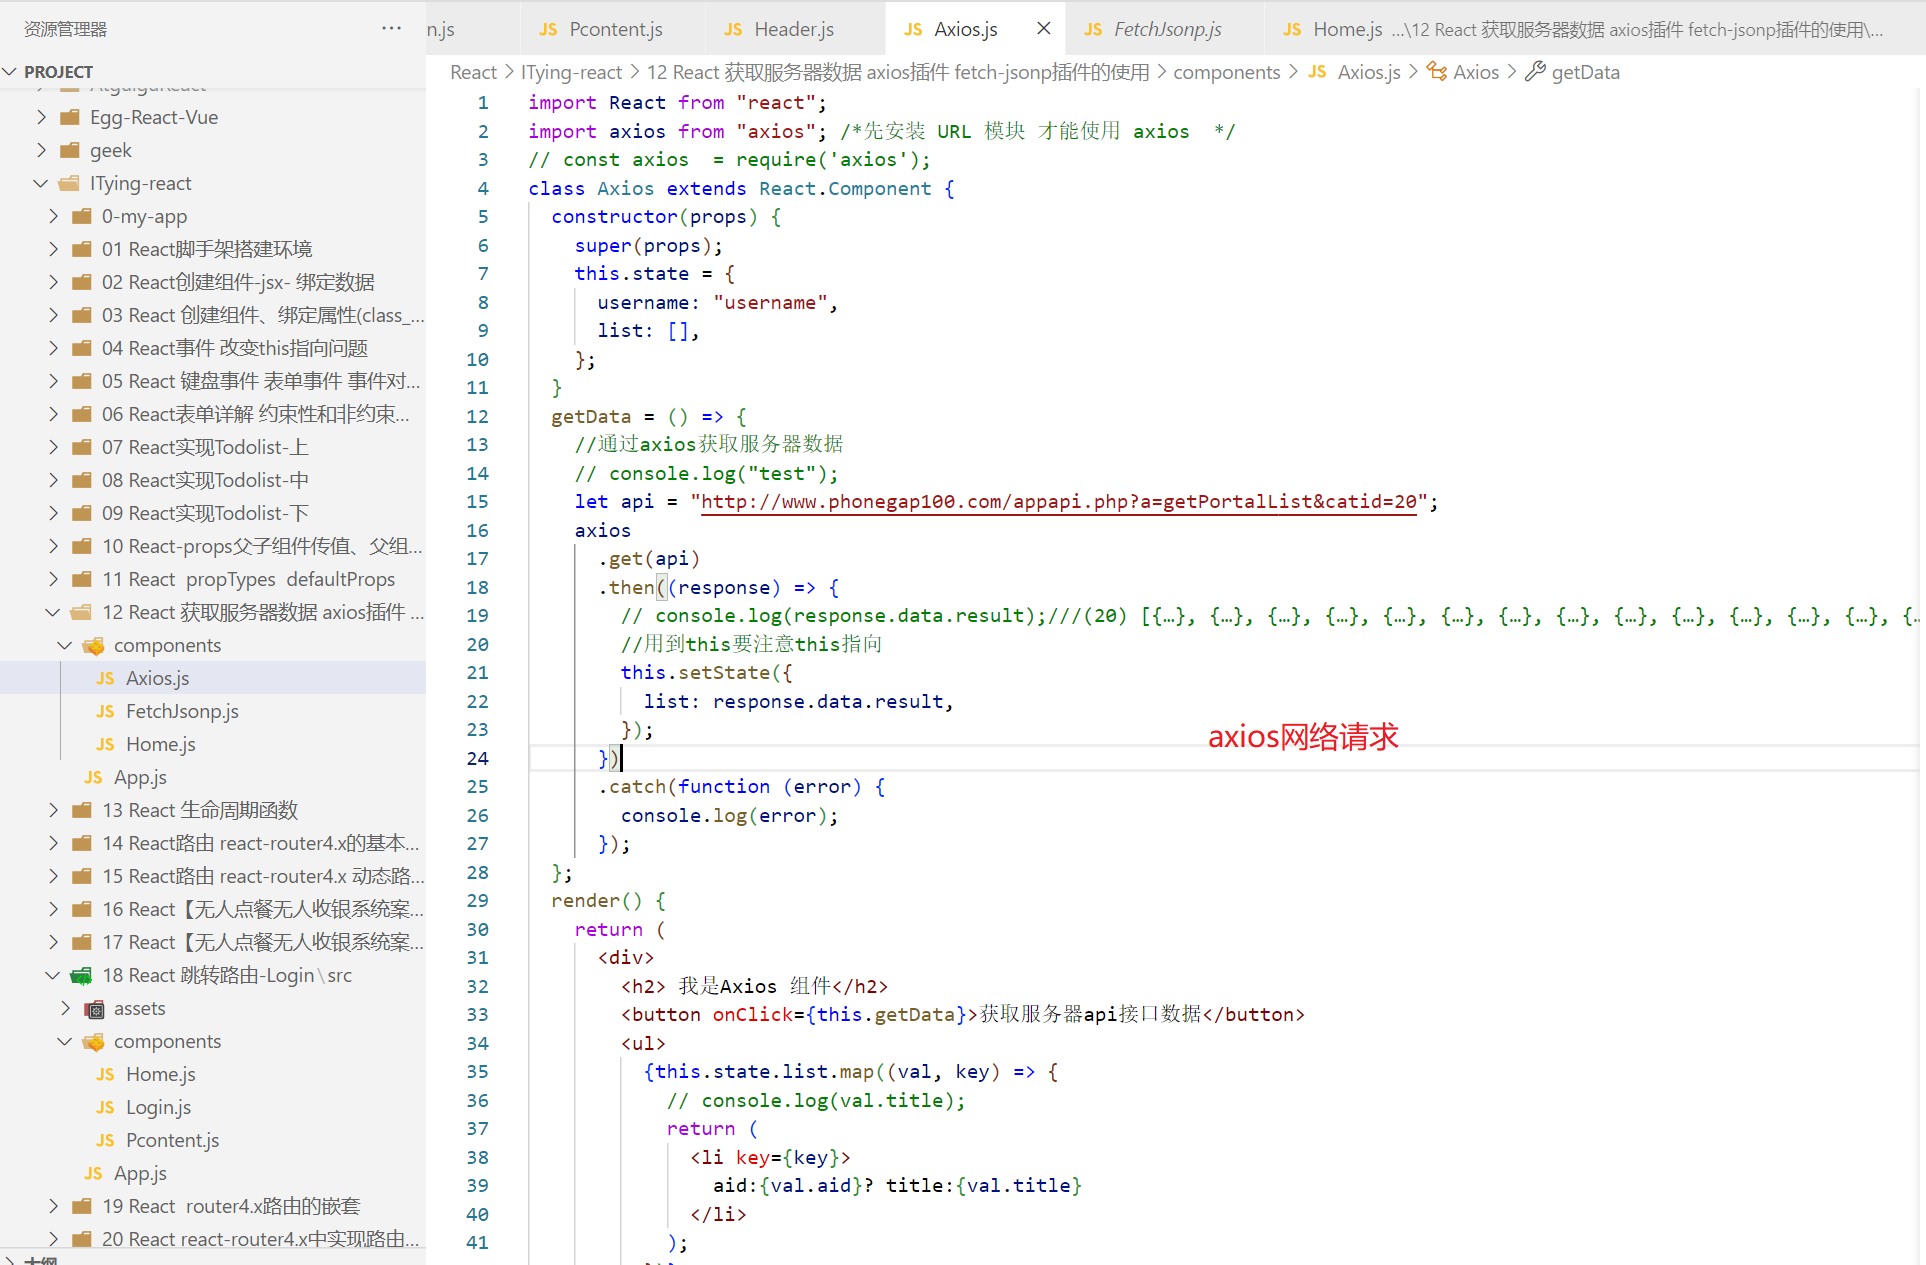 资源管理器 ···
n.js JS Pcontent.js JS Header.js JS Axios.js JS FetchJsonp.js JS Home.js ...\12 React 获取服务器数据 axios插件 fetch-jsonp插件的使用\...
React > ITying-react > 12 React 获取服务器数据 axios插件 fetch-jsonp插件的使用 > components > JS Axios.js > Axios > getData
PROJECT
AtguiguReact
Egg-React-Vue
geek
ITying-react
0-my-app
01 React脚手架搭建环境
02 React创建组件-jsx- 绑定数据
03 React 创建组件、绑定属性(class_...
04 React事件 改变this指向问题
05 React 键盘事件 表单事件 事件对...
06 React表单详解 约束性和非约束...
07 React实现Todolist-上
08 React实现Todolist-中
09 React实现Todolist-下
10 React-props父子组件传值、父组...
11 React propTypes defaultProps
12 React 获取服务器数据 axios插件 ...
components
JS Axios.js
JS FetchJsonp.js
JS Home.js
JS App.js
13 React 生命周期函数
14 React路由 react-router4.x的基本...
15 React路由 react-router4.x 动态路...
16 React【无人点餐无人收银系统案...
17 React【无人点餐无人收银系统案...
18 React 跳转路由-Login\src
assets
components
JS Home.js
JS Login.js
JS Pcontent.js
JS App.js
19 React router4.x路由的嵌套
20 React react-router4.x中实现路由...
大纲
1 import React from "react";
2 import axios from "axios"; /*先安装 URL 模块 才能使用 axios  */
3 // const axios  = require('axios');
4 class Axios extends React.Component {
5 constructor(props) {
6 super(props);
7 this.state = {
8 username: "username",
9 list: [],
10 };
11 }
12 getData = () => {
13 //通过axios获取服务器数据
14 // console.log("test");
15 let api = "http://www.phonegap100.com/appapi.php?a=getPortalList&catid=20";
16 axios
17 .get(api)
18 .then((response) => {
19 // console.log(response.data.result);///(20) [{…}, {…}, {…}, {…}, {…}, {…}, {…}, {…}, {…}, {…}, {…}, {…}, {…}, {…
20 //用到this要注意this指向
21 this.setState({
22 list: response.data.result,
23 });
axios网络请求
24 })
25 .catch(function (error) {
26 console.log(error);
27 });
28 };
29 render() {
30 return (
31 <div>
32 <h2> 我是Axios 组件</h2>
33 <button onClick={this.getData}>获取服务器api接口数据</button>
34 <ul>
35 {this.state.list.map((val, key) => {
36 // console.log(val.title);
37 return (
38 <li key={key}>
39 aid:{val.aid}? title:{val.title}
40 </li>
41 );